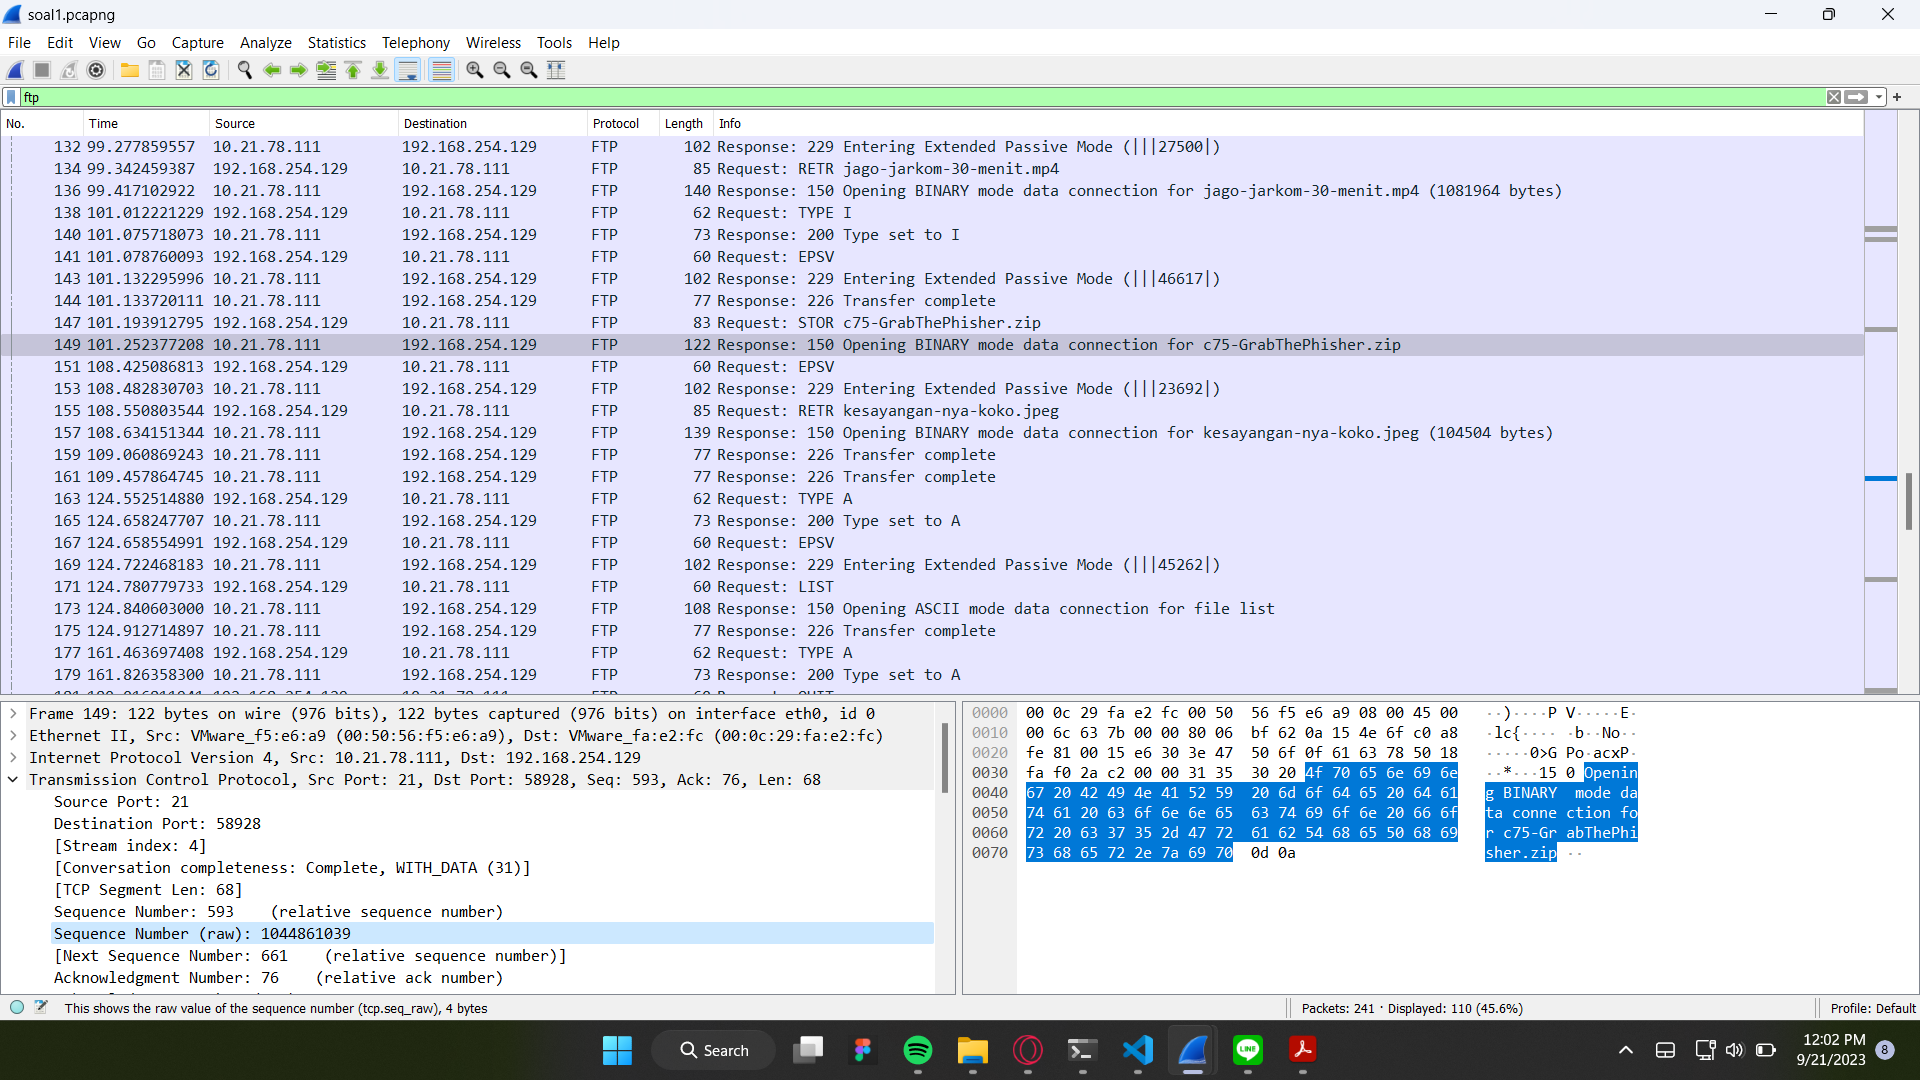 soal1.pcapng
File Edit View Go Capture Analyze Statistics Telephony Wireless Tools Help
ftp
No. Time Source Destination Protocol Length Info
132 99.277859557 10.21.78.111 192.168.254.129 FTP 102 Response: 229 Entering Extended Passive Mode (|||27500|)
134 99.342459387 192.168.254.129 10.21.78.111 FTP 85 Request: RETR jago-jarkom-30-menit.mp4
136 99.417102922 10.21.78.111 192.168.254.129 FTP 140 Response: 150 Opening BINARY mode data connection for jago-jarkom-30-menit.mp4 (1081964 bytes)
138 101.012221229 192.168.254.129 10.21.78.111 FTP 62 Request: TYPE I
140 101.075718073 10.21.78.111 192.168.254.129 FTP 73 Response: 200 Type set to I
141 101.078760093 192.168.254.129 10.21.78.111 FTP 60 Request: EPSV
143 101.132295996 10.21.78.111 192.168.254.129 FTP 102 Response: 229 Entering Extended Passive Mode (|||46617|)
144 101.133720111 10.21.78.111 192.168.254.129 FTP 77 Response: 226 Transfer complete
147 101.193912795 192.168.254.129 10.21.78.111 FTP 83 Request: STOR c75-GrabThePhisher.zip
149 101.252377208 10.21.78.111 192.168.254.129 FTP 122 Response: 150 Opening BINARY mode data connection for c75-GrabThePhisher.zip
151 108.425086813 192.168.254.129 10.21.78.111 FTP 60 Request: EPSV
153 108.482830703 10.21.78.111 192.168.254.129 FTP 102 Response: 229 Entering Extended Passive Mode (|||23692|)
155 108.550803544 192.168.254.129 10.21.78.111 FTP 85 Request: RETR kesayangan-nya-koko.jpeg
157 108.634151344 10.21.78.111 192.168.254.129 FTP 139 Response: 150 Opening BINARY mode data connection for kesayangan-nya-koko.jpeg (104504 bytes)
159 109.060869243 10.21.78.111 192.168.254.129 FTP 77 Response: 226 Transfer complete
161 109.457864745 10.21.78.111 192.168.254.129 FTP 77 Response: 226 Transfer complete
163 124.552514880 192.168.254.129 10.21.78.111 FTP 62 Request: TYPE A
165 124.658247707 10.21.78.111 192.168.254.129 FTP 73 Response: 200 Type set to A
167 124.658554991 192.168.254.129 10.21.78.111 FTP 60 Request: EPSV
169 124.722468183 10.21.78.111 192.168.254.129 FTP 102 Response: 229 Entering Extended Passive Mode (|||45262|)
171 124.780779733 192.168.254.129 10.21.78.111 FTP 60 Request: LIST
173 124.840603000 10.21.78.111 192.168.254.129 FTP 108 Response: 150 Opening ASCII mode data connection for file list
175 124.912714897 10.21.78.111 192.168.254.129 FTP 77 Response: 226 Transfer complete
177 161.463697408 192.168.254.129 10.21.78.111 FTP 62 Request: TYPE A
179 161.826358300 10.21.78.111 192.168.254.129 FTP 73 Response: 200 Type set to A
Frame 149: 122 bytes on wire (976 bits), 122 bytes captured (976 bits) on interface eth0, id 0
Ethernet II, Src: VMware_f5:e6:a9 (00:50:56:f5:e6:a9), Dst: VMware_fa:e2:fc (00:0c:29:fa:e2:fc)
Internet Protocol Version 4, Src: 10.21.78.111, Dst: 192.168.254.129
Transmission Control Protocol, Src Port: 21, Dst Port: 58928, Seq: 593, Ack: 76, Len: 68
Source Port: 21
Destination Port: 58928
[Stream index: 4]
[Conversation completeness: Complete, WITH_DATA (31)]
[TCP Segment Len: 68]
Sequence Number: 593 (relative sequence number)
Sequence Number (raw): 1044861039
[Next Sequence Number: 661 (relative sequence number)]
Acknowledgment Number: 76 (relative ack number)
0000 00 0c 29 fa e2 fc 00 50 56 f5 e6 a9 08 00 45 00 ··)····P V·····E·
0010 00 6c 63 7b 00 00 80 06 bf 62 0a 15 4e 6f c0 a8 ·lc{···· ·b··No··
0020 fe 81 00 15 e6 30 3e 47 50 6f 0f 61 63 78 50 18 ·····0>G Po·acxP·
0030 fa f0 2a c2 00 00 31 35 30 20 4f 70 65 6e 69 6e ··*···15 0 Openin
0040 67 20 42 49 4e 41 52 59 20 6d 6f 64 65 20 64 61 g BINARY mode da
0050 74 61 20 63 6f 6e 6e 65 63 74 69 6f 6e 20 66 6f ta conne ction fo
0060 72 20 63 37 35 2d 47 72 61 62 54 68 65 50 68 69 r c75-Gr abThePhi
0070 73 68 65 72 2e 7a 69 70 0d 0a sher.zip ··
This shows the raw value of the sequence number (tcp.seq_raw), 4 bytes
Packets: 241 · Displayed: 110 (45.6%)
Profile: Default
Search
12:02 PM
9/21/2023
8